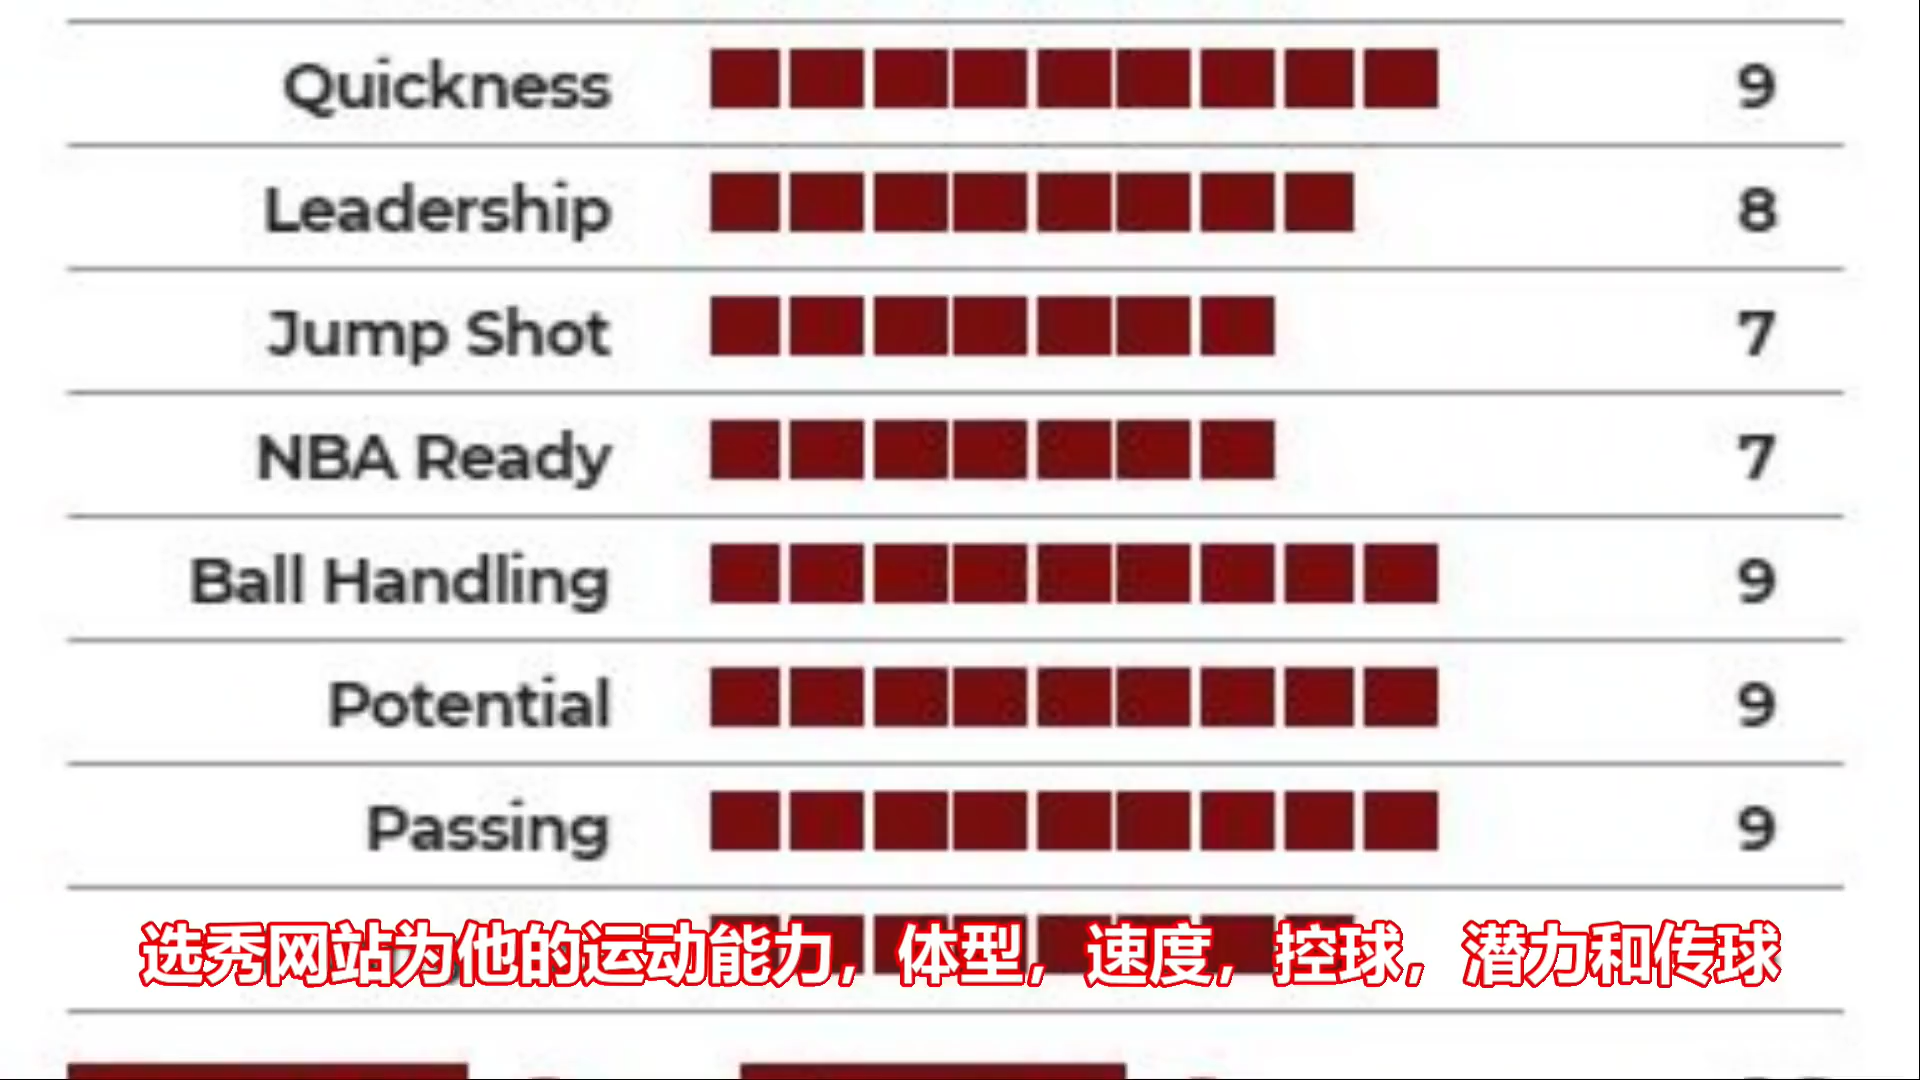 Quickness 9
Leadership 8
Jump Shot 7
NBA Ready 7
Ball Handling 9
Potential 9
Passing 9
选秀网站为他的运动能力，体型，速度，控球，潜力和传球